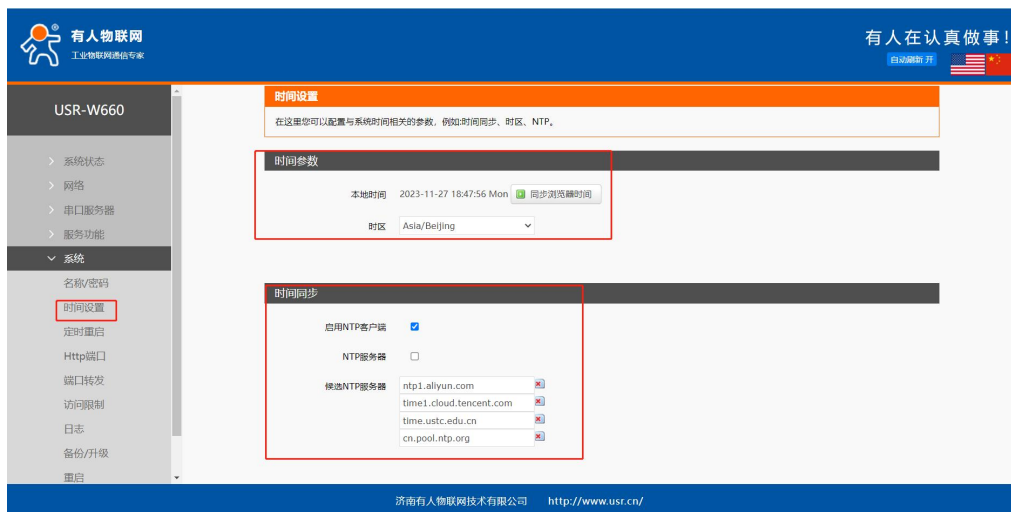 有人物联网
工业物联网通信专家
有人在认真做事!
自动刷新 开
USR-W660
系统状态
网络
串口服务器
服务功能
系统
名称/密码
时间设置
定时重启
Http端口
端口转发
访问限制
日志
备份/升级
重启
时间设置
在这里您可以配置与系统时间相关的参数，例如:时间同步、时区、NTP。
时间参数
本地时间 2023-11-27 18:47:56 Mon 同步浏览器时间
时区 Asia/Beijing
时间同步
启用NTP客户端
NTP服务器
候选NTP服务器 ntp1.aliyun.com
time1.cloud.tencent.com
time.ustc.edu.cn
cn.pool.ntp.org
济南有人物联网技术有限公司 http://www.usr.cn/